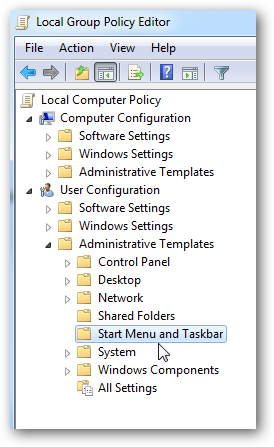 Local Group Policy Editor
File Action View Help
Local Computer Policy
Computer Configuration
Software Settings
Windows Settings
Administrative Templates
User Configuration
Software Settings
Windows Settings
Administrative Templates
Control Panel
Desktop
Network
Shared Folders
Start Menu and Taskbar
System
Windows Components
All Settings